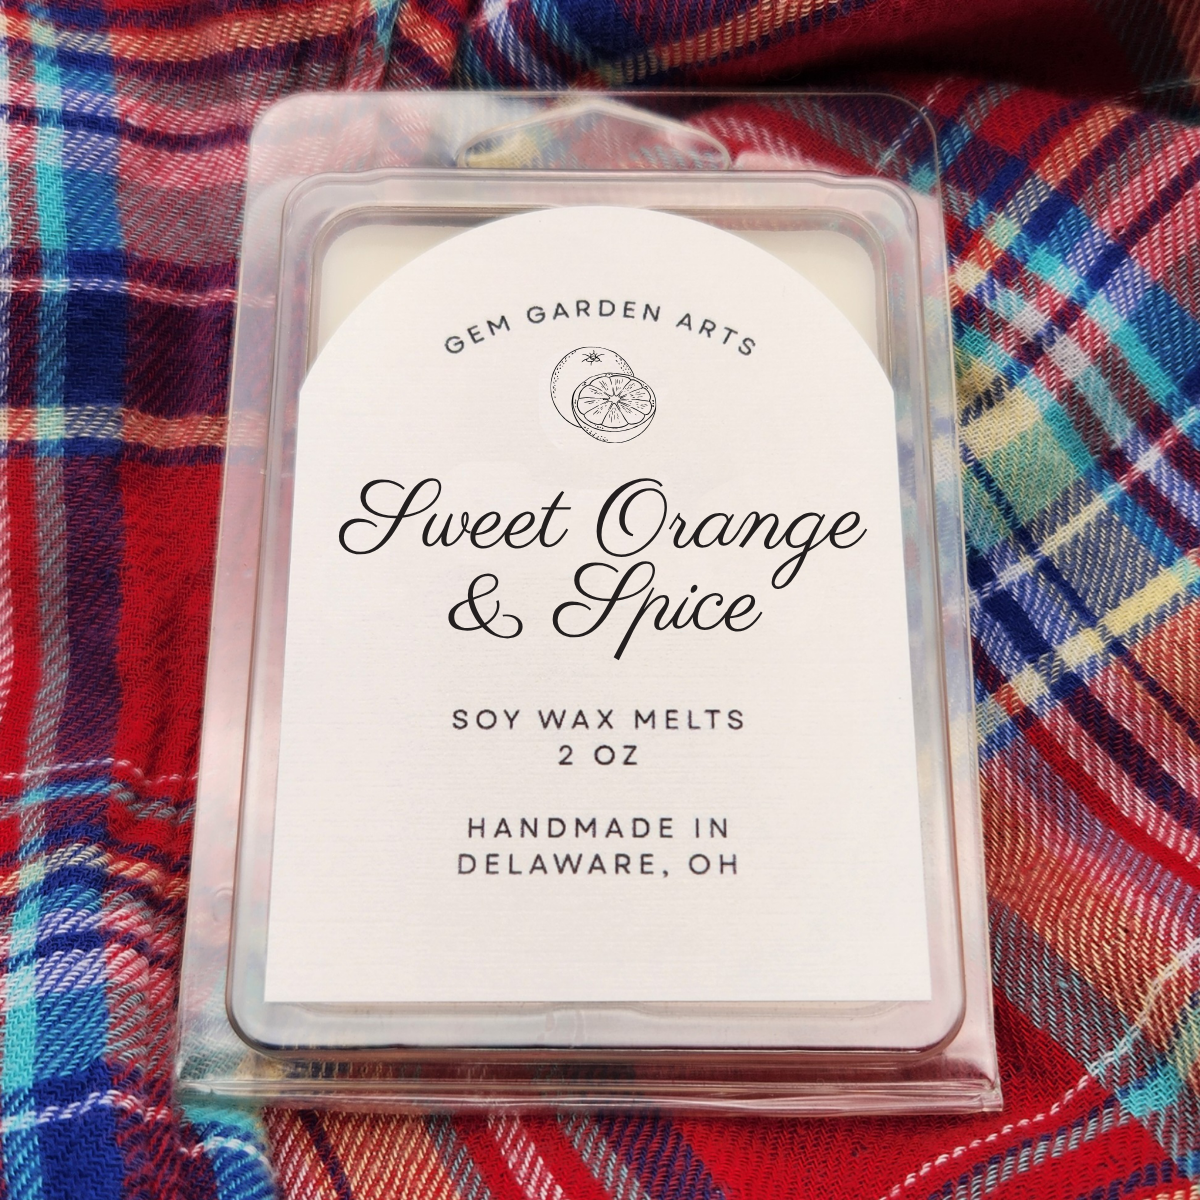 GEM GARDEN ARTS
Sweet Orange
& Spice
SOY WAX MELTS
2 OZ
HANDMADE IN
DELAWARE, OH